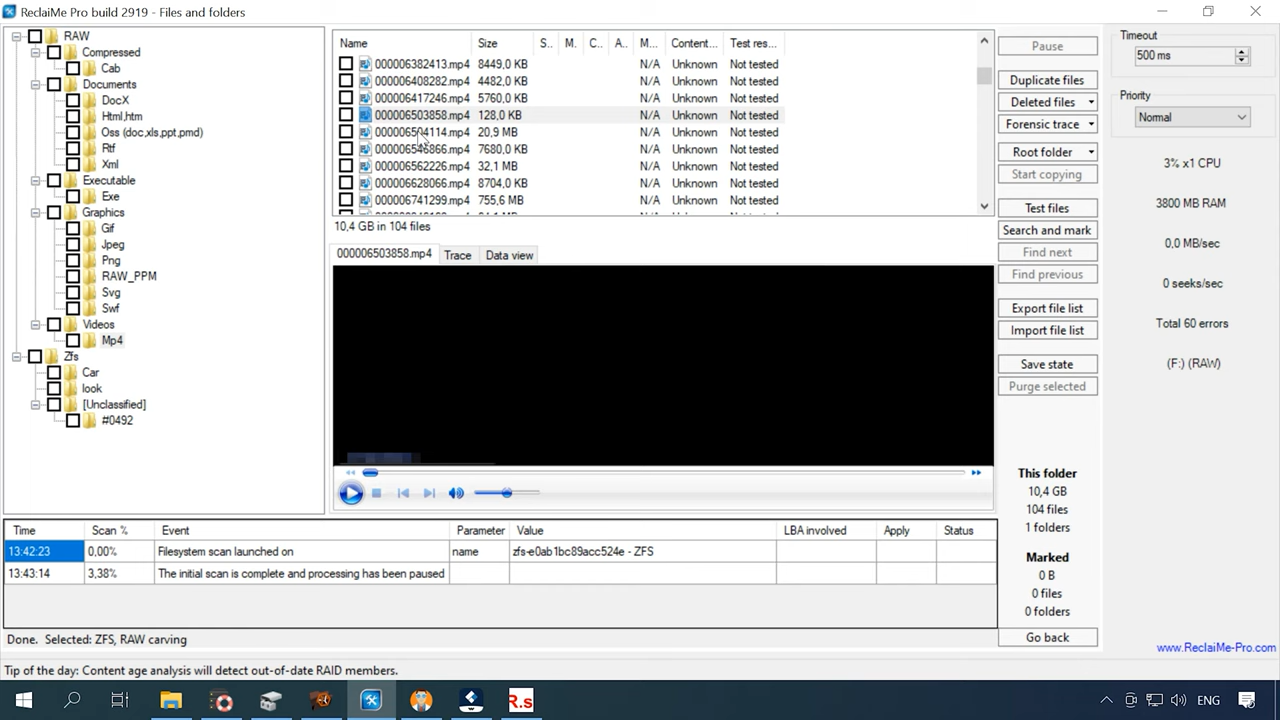 ReclaiMe Pro build 2919 - Files and folders
RAW
Compressed
Cab
Documents
DocX
Html,htm
Oss (doc,xls,ppt,pmd)
Rtf
Xml
Executable
Exe
Graphics
Gif
Jpeg
Png
RAW_PPM
Svg
Swf
Videos
Mp4
Zfs
Car
look
[Unclassified]
#0492
Name Size S.. M. C.. A.. M... Content... Test res...
000006382413.mp4 8449,0 KB N/A Unknown Not tested
000006408282.mp4 4482,0 KB N/A Unknown Not tested
000006417246.mp4 5760,0 KB N/A Unknown Not tested
000006503858.mp4 128,0 KB N/A Unknown Not tested
000006504114.mp4 20,9 MB N/A Unknown Not tested
000006546866.mp4 7680,0 KB N/A Unknown Not tested
000006562226.mp4 32,1 MB N/A Unknown Not tested
000006628066.mp4 8704,0 KB N/A Unknown Not tested
000006741299.mp4 755,6 MB N/A Unknown Not tested
10,4 GB in 104 files
000006503858.mp4 Trace Data view
Pause
Duplicate files
Deleted files
Forensic trace
Root folder
Start copying
Test files
Search and mark
Find next
Find previous
Export file list
Import file list
Save state
Purge selected
This folder
10,4 GB
104 files
1 folders
Marked
0 B
0 files
0 folders
Go back
Timeout
500 ms
Priority
Normal
3% x1 CPU
3800 MB RAM
0,0 MB/sec
0 seeks/sec
Total 60 errors
(F:) (RAW)
www.ReclaiMe-Pro.com
Time Scan % Event Parameter Value LBA involved Apply Status
13:42:23 0,00% Filesystem scan launched on name zfs-e0ab1bc89acc524e - ZFS
13:43:14 3,38% The initial scan is complete and processing has been paused
Done. Selected: ZFS, RAW carving
Tip of the day: Content age analysis will detect out-of-date RAID members.
R.s
ENG